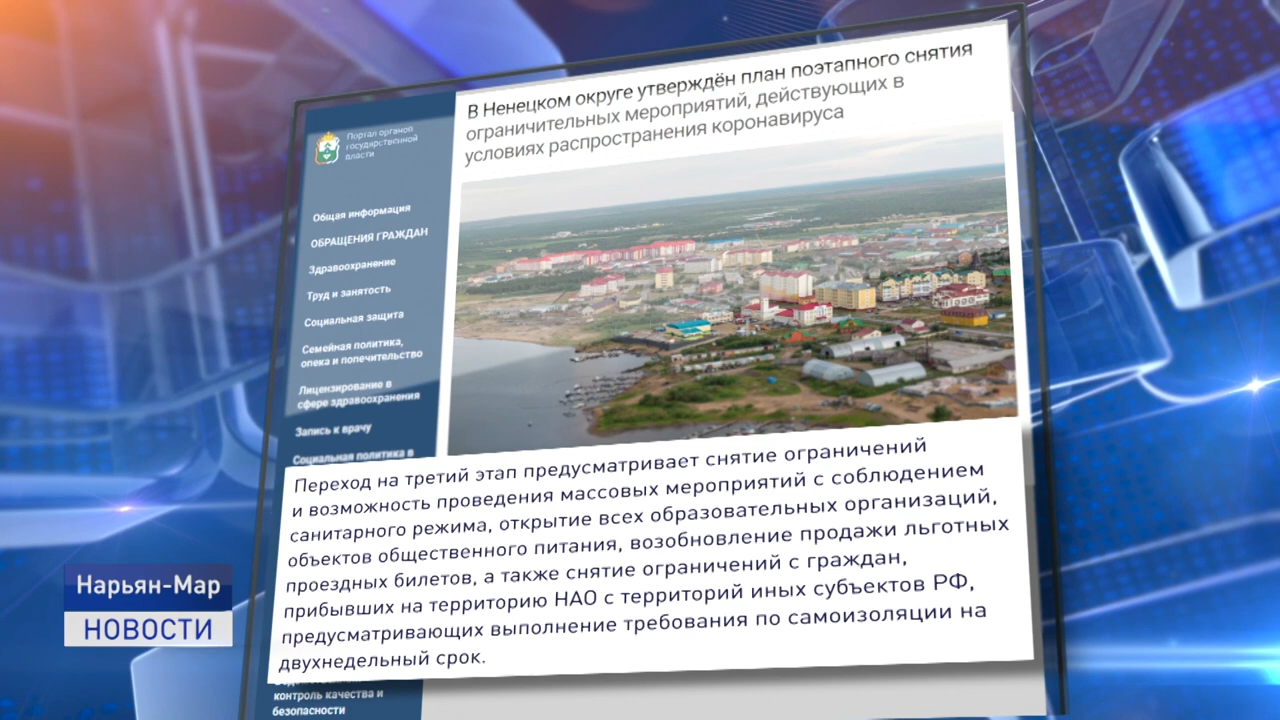 В Ненецком округе утверждён план поэтапного снятия
ограничительных мероприятий, действующих в
условиях распространения коронавируса
Портал органов
государственной
власти
Общая информация
ОБРАЩЕНИЯ ГРАЖДАН
Здравоохранение
Труд и занятость
Социальная защита
Семейная политика,
опека и попечительство
Лицензирование в
сфере здравоохранения
Запись к врачу
Социальная политика в
Переход на третий этап предусматривает снятие ограничений
и возможность проведения массовых мероприятий с соблюдением
санитарного режима, открытие всех образовательных организаций,
объектов общественного питания, возобновление продажи льготных
проездных билетов, а также снятие ограничений с граждан,
прибывших на территорию НАО с территорий иных субъектов РФ,
предусматривающих выполнение требования по самоизоляции на
двухнедельный срок.
контроль качества и
безопасности
Нарьян-Мар
НОВОСТИ